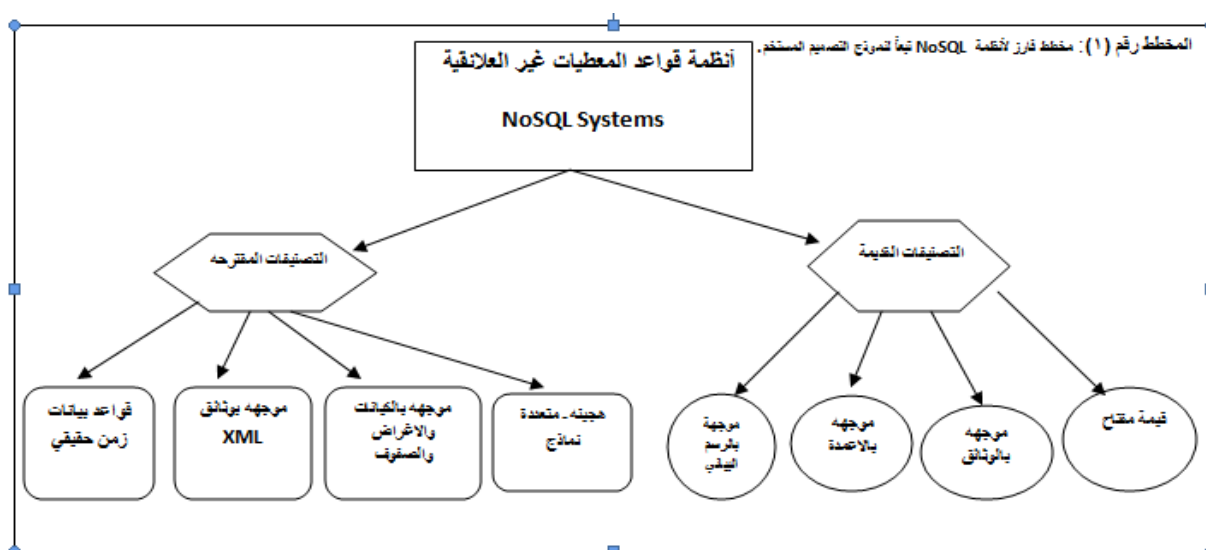 المخطط رقم (١): مخطط فارز لأنظمة NoSQL تبعاً لنموذج التصميم المستخم.
أنظمة قواعد المعطيات غير العلائقية
NoSQL Systems
التصنيفات القديمة
التصنيفات المقترحه
قيمة مفتاح
موجهه
بالوثائق
موجهه
بالاعمدة
موجهة
بالرسم
البياني
هجينه - متعددة
نماذج
موجهه بالكيانات
والاغراض
والصفوف
موجهه بوثائق
XML
قواعد بيانات
زمن حقيقي